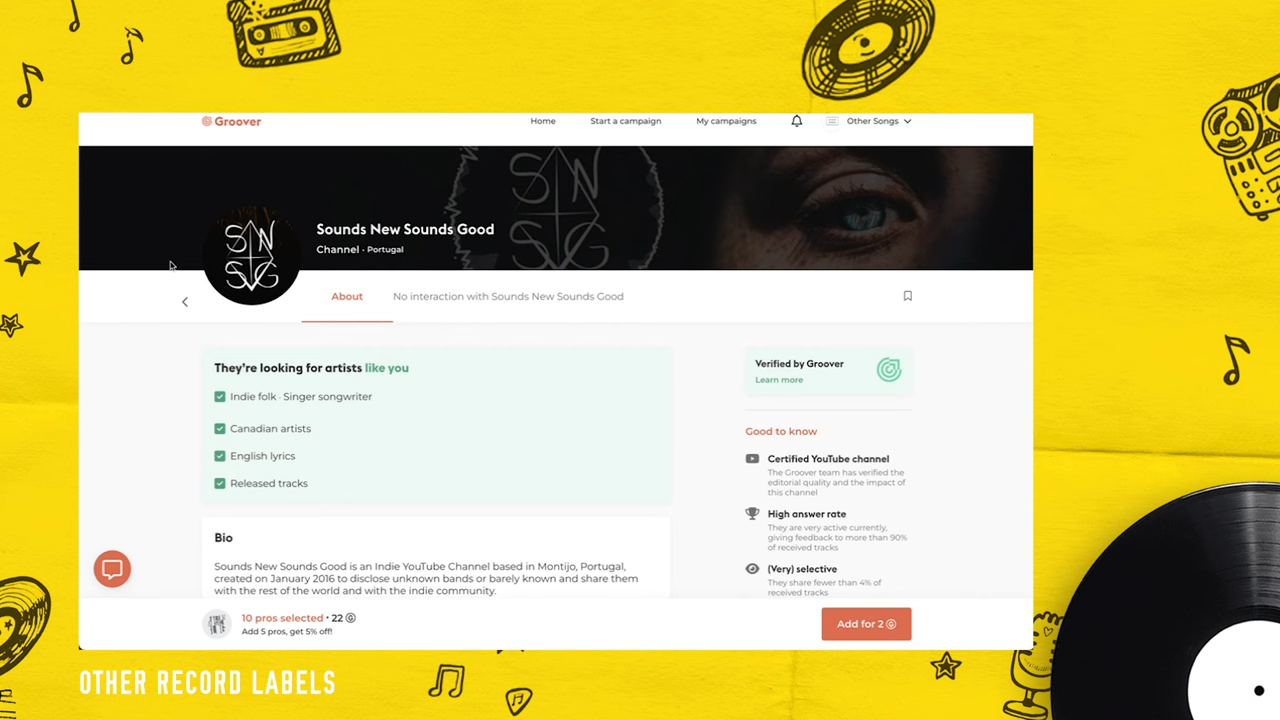 Groover
Home
Start a campaign
My campaigns
Other Songs
Sounds New Sounds Good
Channel · Portugal
SN
SG
About
No interaction with Sounds New Sounds Good
They're looking for artists like you
Indie folk · Singer songwriter
Canadian artists
English lyrics
Released tracks
Bio
Sounds New Sounds Good is an Indie YouTube Channel based in Montijo, Portugal,
created on January 2016 to disclose unknown bands or barely known and share them
with the rest of the world and with the indie community.
Verified by Groover
Learn more
Good to know
Certified YouTube channel
The Groover team has verified the
editorial quality and the impact of
this channel
High answer rate
They are very active currently,
giving feedback to more than 90%
of received tracks
(Very) selective
They share fewer than 4% of
received tracks
10 pros selected · 22
Add 5 pros, get 5% off!
Add for 2
OTHER RECORD LABELS